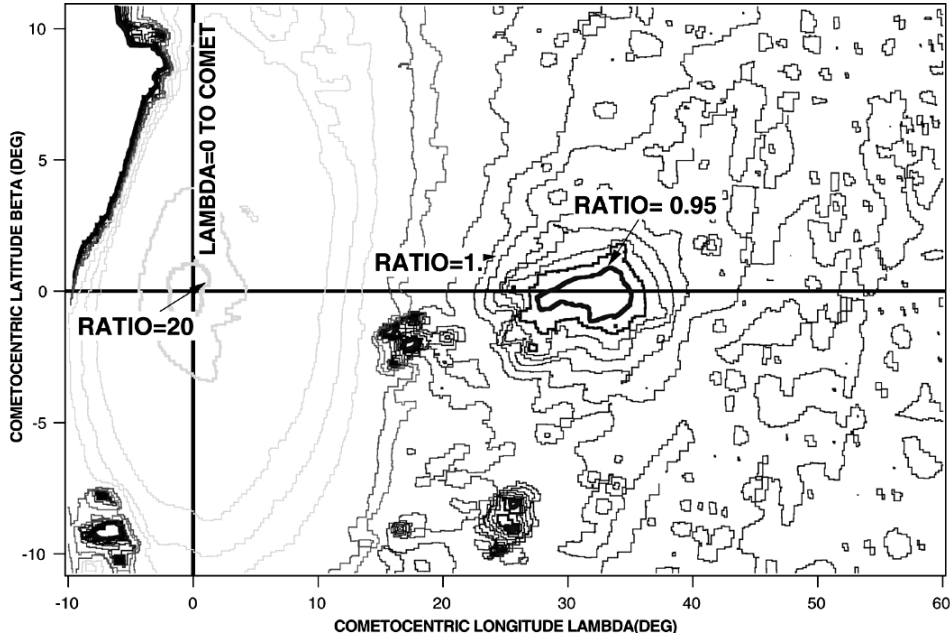 10
5
0
-5
-10
COMETOCENTRIC LATITUDE BETA (DEG)
LAMBDA=0 TO COMET
RATIO= 0.95
RATIO=1.
RATIO=20
-10
0
10
20
30
40
50
60
COMETOCENTRIC LONGITUDE LAMBDA(DEG)